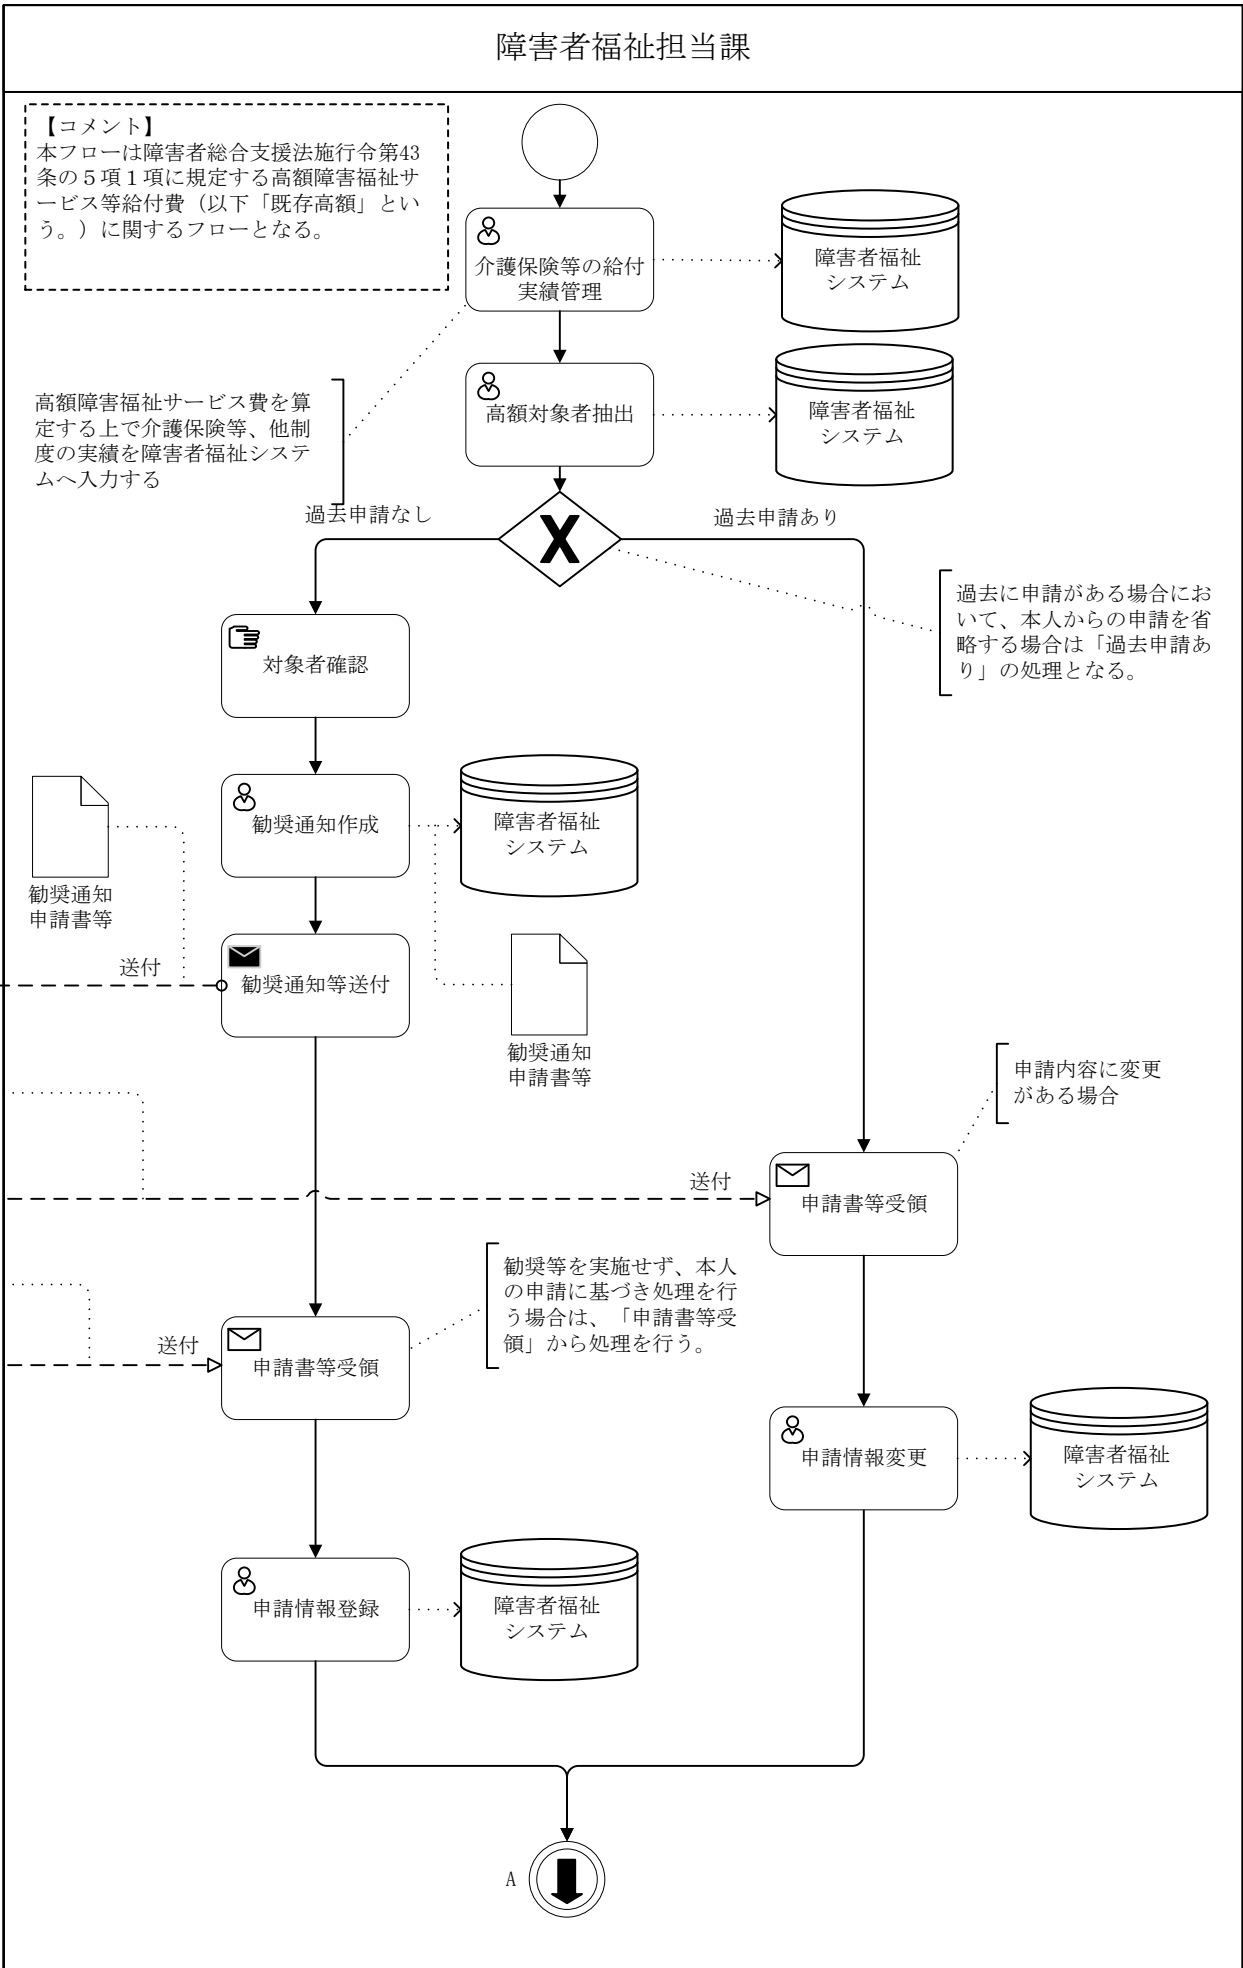 障害者福祉担当課
【コメント】
本フローは障害者総合支援法施行令第43
条の５項１項に規定する高額障害福祉サ
ービス等給付費（以下「既存高額」とい
う。）に関するフローとなる。
介護保険等の給付
実績管理
障害者福祉
システム
高額障害福祉サービス費を算
定する上で介護保険等、他制
度の実績を障害者福祉システ
ムへ入力する
高額対象者抽出
障害者福祉
システム
過去申請なし
過去申請あり
X
過去に申請がある場合にお
いて、本人からの申請を省
略する場合は「過去申請あ
り」の処理となる。
対象者確認
勧奨通知作成
障害者福祉
システム
勧奨通知
申請書等
送付
勧奨通知等送付
勧奨通知
申請書等
申請内容に変更
がある場合
送付
申請書等受領
勧奨等を実施せず、本人
の申請に基づき処理を行
う場合は、「申請書等受
領」から処理を行う。
送付
申請書等受領
申請情報変更
障害者福祉
システム
申請情報登録
障害者福祉
システム
A